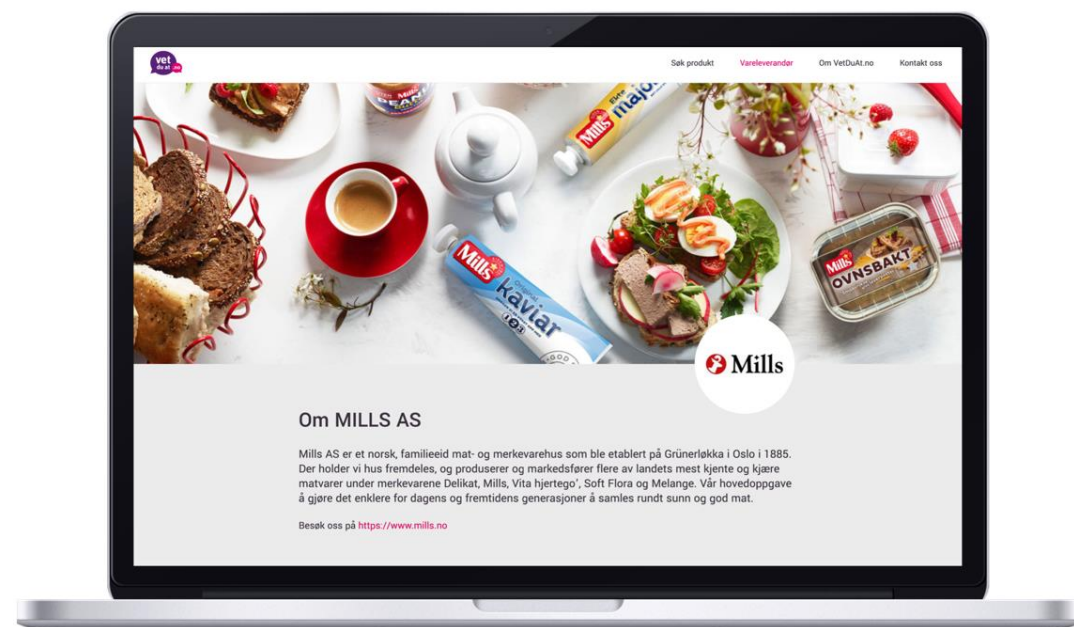 vet
du at .no
Søk produkt
Vareleverandør
Om VetDuAt.no
Kontakt oss
Mills
Ekte
majo
Mills
Mills
Original
kaviar
Mills
OVNSBAKT
Mills
Om MILLS AS
Mills AS er et norsk, familieeid mat- og merkevarehus som ble etablert på Grünerløkka i Oslo i 1885.
Der holder vi hus fremdeles, og produserer og markedsfører flere av landets mest kjente og kjære
matvarer under merkevarene Delikat, Mills, Vita hjertego', Soft Flora og Melange. Vår hovedoppgave
å gjøre det enklere for dagens og fremtidens generasjoner å samles rundt sunn og god mat.
Besøk oss på https://www.mills.no